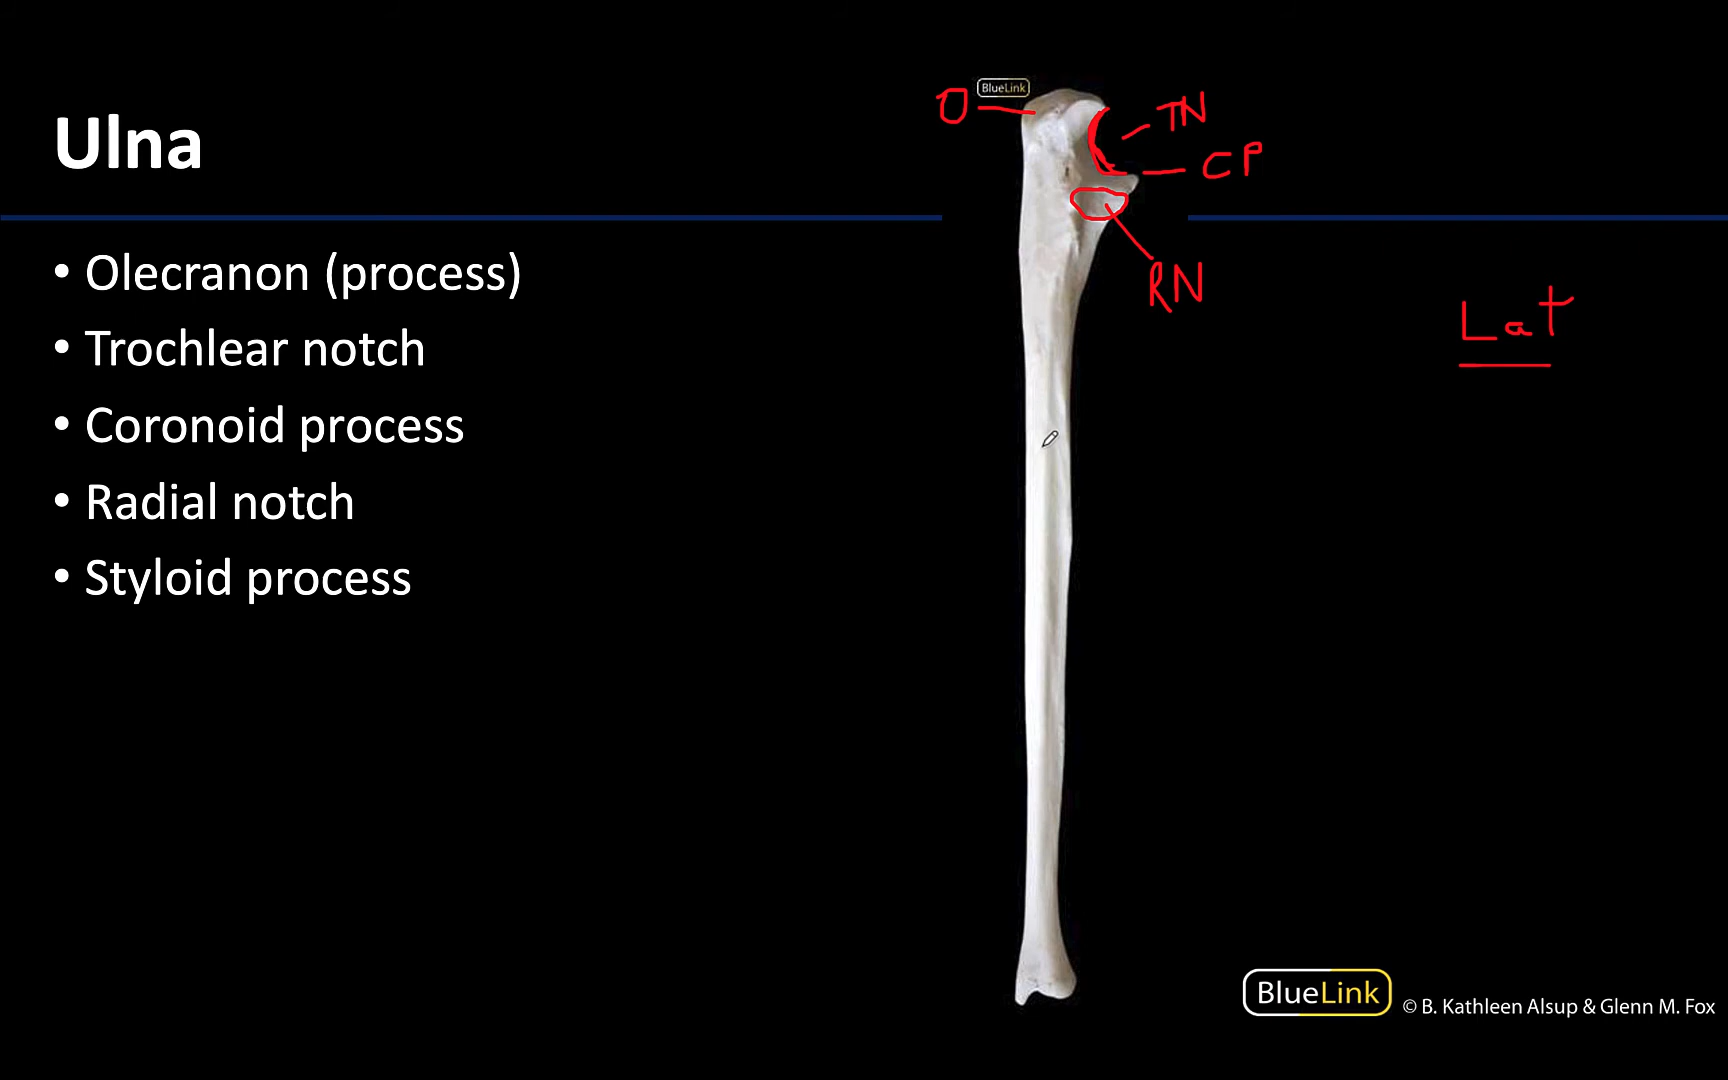 BlueLink
O
TN
Ulna
CP
• Olecranon (process)
RN
• Trochlear notch
Lat
• Coronoid process
• Radial notch
• Styloid process
BlueLink
© B. Kathleen Alsup & Glenn M. Fox